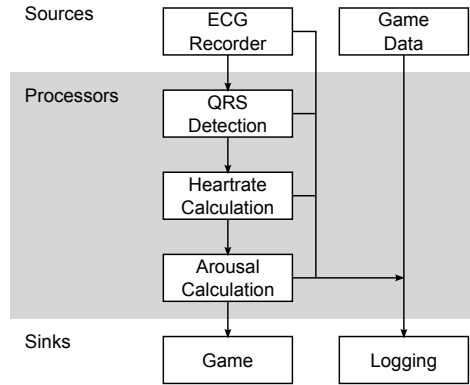 Sources
ECG
Recorder
Game
Data
Processors
QRS
Detection
Heartrate
Calculation
Arousal
Calculation
Sinks
Game
Logging